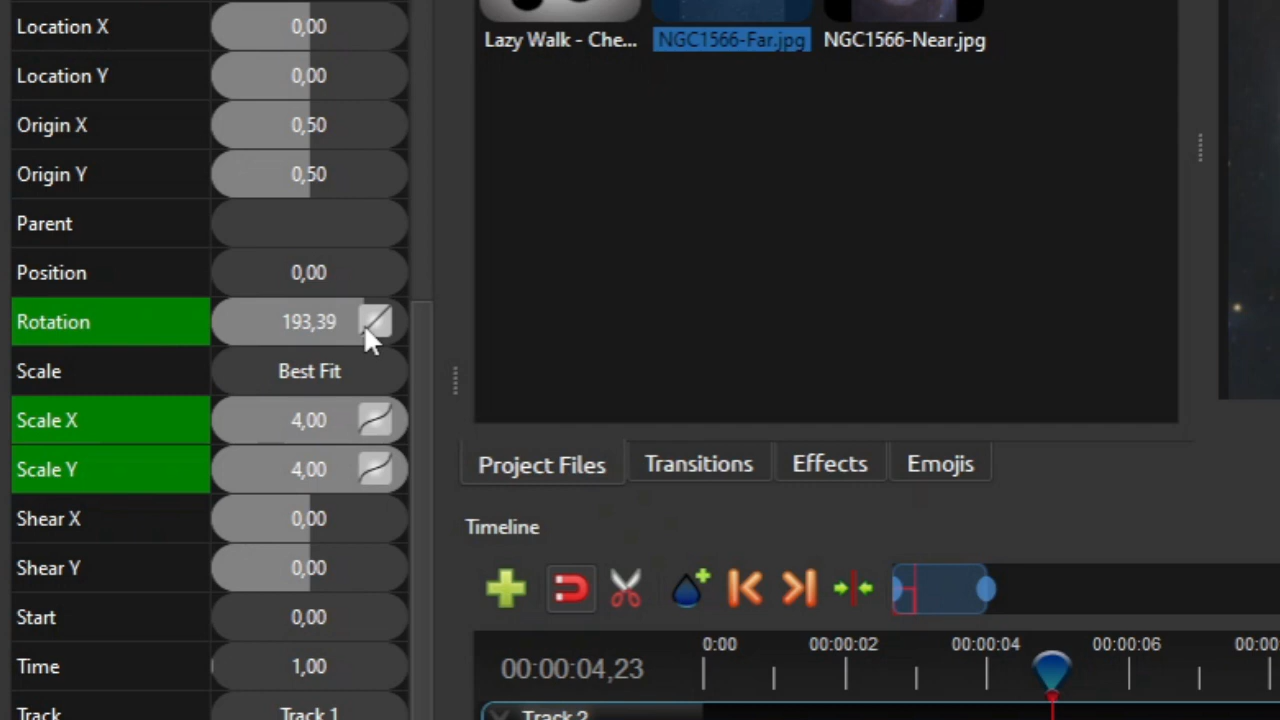 Location X 0,00
Location Y 0,00
Origin X 0,50
Origin Y 0,50
Parent
Position 0,00
Rotation 193,39
Scale Best Fit
Scale X 4,00
Scale Y 4,00
Shear X 0,00
Shear Y 0,00
Start 0,00
Time 1,00
Track Track 1
Lazy Walk - Che... NGC1566-Far.jpg NGC1566-Near.jpg
Project Files Transitions Effects Emojis
Timeline
0:00 00:00:02 00:00:04 00:00:06
00:00:04,23
Track 2